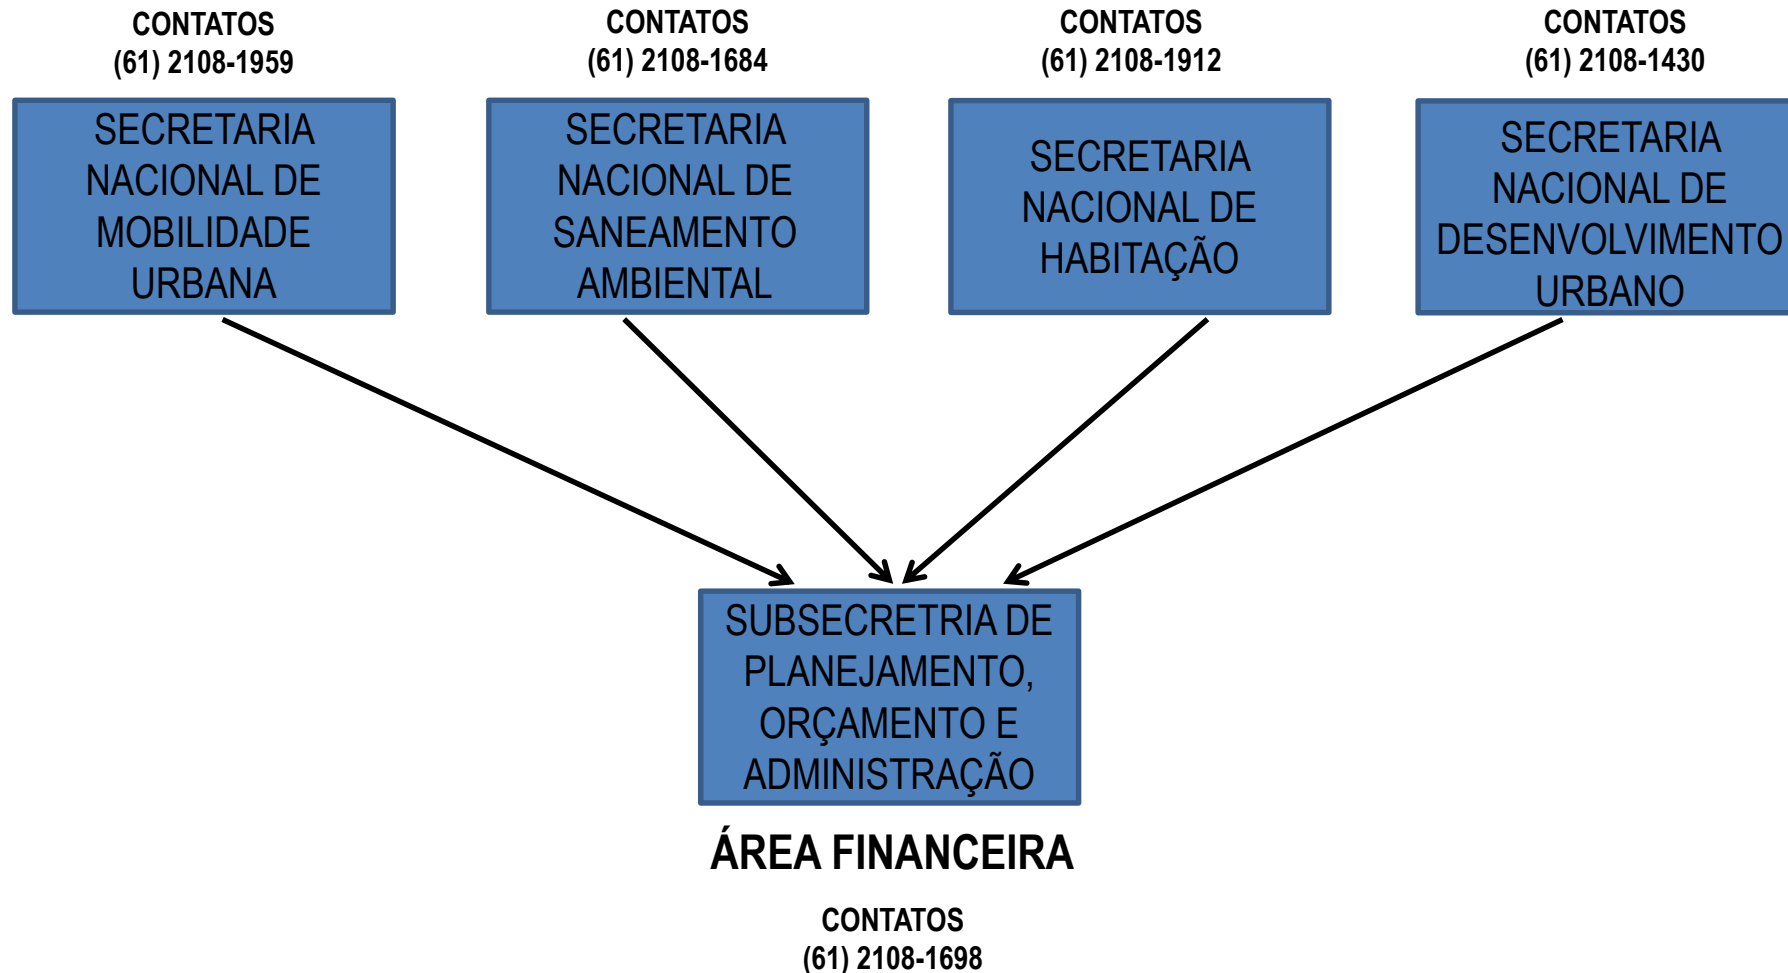 CONTATOS
(61) 2108-1959
CONTATOS
(61) 2108-1684
CONTATOS
(61) 2108-1912
CONTATOS
(61) 2108-1430
SECRETARIA
NACIONAL DE
MOBILIDADE
URBANA
SECRETARIA
NACIONAL DE
SANEAMENTO
AMBIENTAL
SECRETARIA
NACIONAL DE
HABITAÇÃO
SECRETARIA
NACIONAL DE
DESENVOLVIMENTO
URBANO
SUBSECRETRIA DE
PLANEJAMENTO,
ORÇAMENTO E
ADMINISTRAÇÃO
ÁREA FINANCEIRA
CONTATOS
(61) 2108-1698